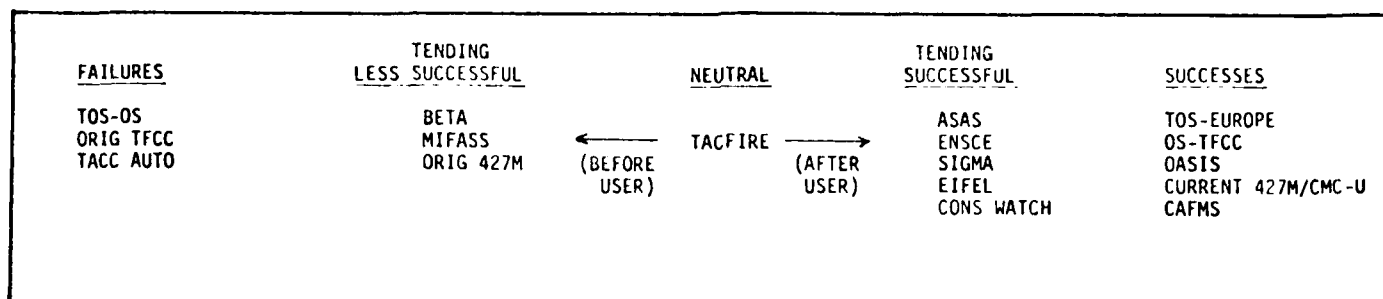 TENDING TENDING
FAILURES LESS SUCCESSFUL NEUTRAL SUCCESSFUL SUCCESSES
TOS-OS BETA ASAS TOS-EUROPE
ORIG TFCC MIFASS ← TACFIRE → ENSCE OS-TFCC
TACC AUTO ORIG 427M (BEFORE (AFTER SIGMA OASIS
USER) USER) EIFEL CURRENT 427M/CMC-U
CONS WATCH CAFMS